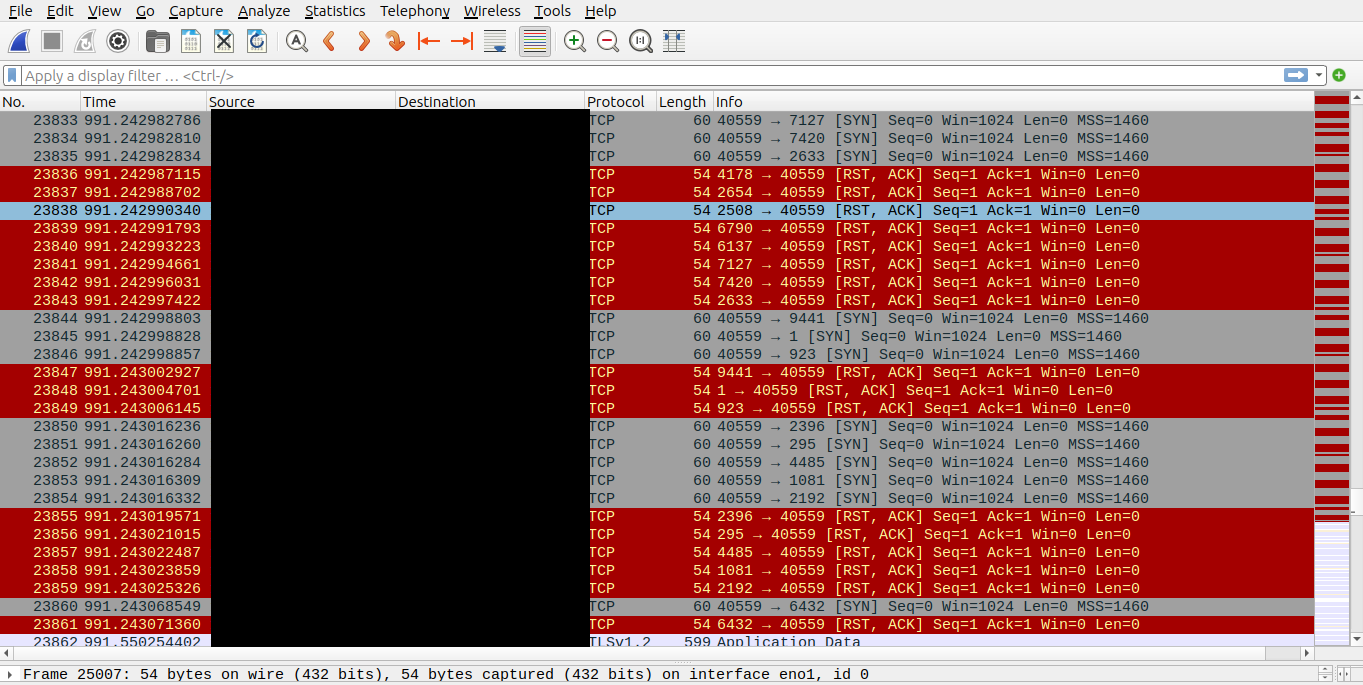 File Edit View Go Capture Analyze Statistics Telephony Wireless Tools Help
Apply a display filter … <Ctrl-/>
No. Time Source Destination Protocol Length Info
23833 991.242982786 TCP 60 40559 → 7127 [SYN] Seq=0 Win=1024 Len=0 MSS=1460
23834 991.242982810 TCP 60 40559 → 7420 [SYN] Seq=0 Win=1024 Len=0 MSS=1460
23835 991.242982834 TCP 60 40559 → 2633 [SYN] Seq=0 Win=1024 Len=0 MSS=1460
23836 991.242987115 TCP 54 4178 → 40559 [RST, ACK] Seq=1 Ack=1 Win=0 Len=0
23837 991.242988702 TCP 54 2654 → 40559 [RST, ACK] Seq=1 Ack=1 Win=0 Len=0
23838 991.242990340 TCP 54 2508 → 40559 [RST, ACK] Seq=1 Ack=1 Win=0 Len=0
23839 991.242991793 TCP 54 6790 → 40559 [RST, ACK] Seq=1 Ack=1 Win=0 Len=0
23840 991.242993223 TCP 54 6137 → 40559 [RST, ACK] Seq=1 Ack=1 Win=0 Len=0
23841 991.242994661 TCP 54 7127 → 40559 [RST, ACK] Seq=1 Ack=1 Win=0 Len=0
23842 991.242996031 TCP 54 7420 → 40559 [RST, ACK] Seq=1 Ack=1 Win=0 Len=0
23843 991.242997422 TCP 54 2633 → 40559 [RST, ACK] Seq=1 Ack=1 Win=0 Len=0
23844 991.242998803 TCP 60 40559 → 9441 [SYN] Seq=0 Win=1024 Len=0 MSS=1460
23845 991.242998828 TCP 60 40559 → 1 [SYN] Seq=0 Win=1024 Len=0 MSS=1460
23846 991.242998857 TCP 60 40559 → 923 [SYN] Seq=0 Win=1024 Len=0 MSS=1460
23847 991.243002927 TCP 54 9441 → 40559 [RST, ACK] Seq=1 Ack=1 Win=0 Len=0
23848 991.243004701 TCP 54 1 → 40559 [RST, ACK] Seq=1 Ack=1 Win=0 Len=0
23849 991.243006145 TCP 54 923 → 40559 [RST, ACK] Seq=1 Ack=1 Win=0 Len=0
23850 991.243016236 TCP 60 40559 → 2396 [SYN] Seq=0 Win=1024 Len=0 MSS=1460
23851 991.243016260 TCP 60 40559 → 295 [SYN] Seq=0 Win=1024 Len=0 MSS=1460
23852 991.243016284 TCP 60 40559 → 4485 [SYN] Seq=0 Win=1024 Len=0 MSS=1460
23853 991.243016309 TCP 60 40559 → 1081 [SYN] Seq=0 Win=1024 Len=0 MSS=1460
23854 991.243016332 TCP 60 40559 → 2192 [SYN] Seq=0 Win=1024 Len=0 MSS=1460
23855 991.243019571 TCP 54 2396 → 40559 [RST, ACK] Seq=1 Ack=1 Win=0 Len=0
23856 991.243021015 TCP 54 295 → 40559 [RST, ACK] Seq=1 Ack=1 Win=0 Len=0
23857 991.243022487 TCP 54 4485 → 40559 [RST, ACK] Seq=1 Ack=1 Win=0 Len=0
23858 991.243023859 TCP 54 1081 → 40559 [RST, ACK] Seq=1 Ack=1 Win=0 Len=0
23859 991.243025326 TCP 54 2192 → 40559 [RST, ACK] Seq=1 Ack=1 Win=0 Len=0
23860 991.243068549 TCP 60 40559 → 6432 [SYN] Seq=0 Win=1024 Len=0 MSS=1460
23861 991.243071360 TCP 54 6432 → 40559 [RST, ACK] Seq=1 Ack=1 Win=0 Len=0
23862 991.550254402 TLSv1.2 599 Application Data
Frame 25007: 54 bytes on wire (432 bits), 54 bytes captured (432 bits) on interface eno1, id 0